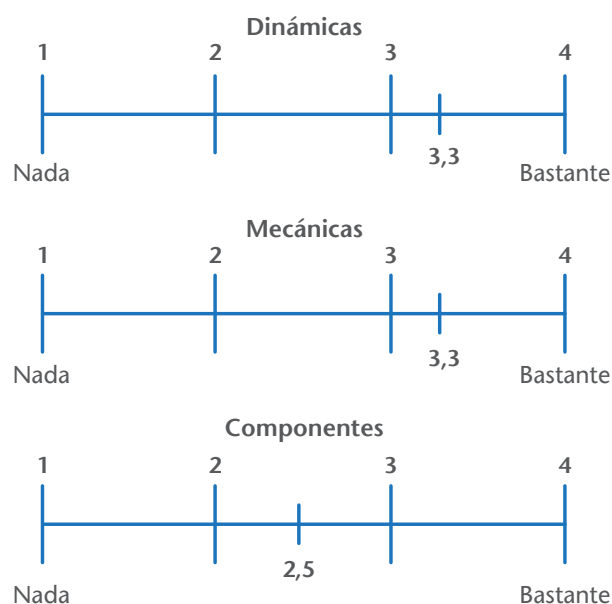 Dinámicas
1 2 3 4
3,3
Nada Bastante
Mecánicas
1 2 3 4
3,3
Nada Bastante
Componentes
1 2 3 4
2,5
Nada Bastante